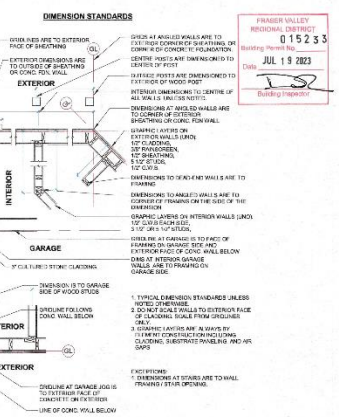 DIMENSION STANDARDS
GRIDLINES ARE TO EXTERIOR
FACE OF SHEATHING
EXTERIOR DIMENSIONS ARE
TO OUTSIDE OF SHEATHING
OR CONC. FDN. WALL
EXTERIOR
GL
GRIDS AT ANGLED WALLS ARE TO
EXTERIOR CORNER OF SHEATHING, OR
CORNER OF CONCRETE FOUNDATION.
CENTRE POSTS ARE DIMENSIONED TO
CENTER OF POST
OUTSIDE POSTS ARE DIMENSIONED TO
EXTERIOR OF WOOD POST
INTERIOR DIMENSIONS TO CENTRE OF
ALL WALLS, UNLESS NOTED.
DIMENSIONS AT ANGLED WALLS ARE
TO CORNER OF EXTERIOR
SHEATHING OR CONC. FDN WALL
GRAPHIC LAYERS ON
EXTERIOR WALLS (UNO)
1/2" CLADDING,
3/8" RAINSCREEN,
1/2" SHEATHING,
5 1/2" STUDS,
1/2" G.W.B.
DIMENSIONS TO DEAD-END WALLS ARE TO
FRAMING
DIMENSIONS TO ANGLED WALLS ARE TO
CORNER OF FRAMING ON THE SIDE OF THE
DIMENSION
GRAPHIC LAYERS ON INTERIOR WALLS (UNO).
1/2" G.W.B EACH SIDE,
3 1/2" OR 5 1/2" STUDS,
INTERIOR
GARAGE
GRIDLINE AT GARAGE IS TO FACE OF
FRAMING ON GARAGE SIDE AND
EXTERIOR FACE OF CONC. WALL BELOW
3" CULTURED STONE CLADDING
DIMS AT INTERIOR GARAGE
WALLS ARE TO FRAMING ON
GARAGE SIDE.
DIMENSION IS TO GARAGE
SIDE OF WOOD STUDS
GRIDLINE FOLLOWS
CONC. WALL BELOW
ERIOR
GL
EXTERIOR
GRIDLINE AT GARAGE JOG IS
TO EXTERIOR FACE OF
CONCRETE OR EXTERIOR
LINE OF CONC. WALL BELOW
1. TYPICAL DIMENSION STANDARDS UNLESS
NOTED OTHERWISE.
2. DO NOT SCALE WALLS TO EXTERIOR FACE
OF CLADDING. SCALE FROM GRIDLINES
ONLY.
3. GRAPHIC LAYERS ARE ALWAYS BY
ELEMENT CONSTRUCTION INCLUDING
CLADDING, SUBSTRATE, PANELING, AND AIR
GAPS
EXCEPTIONS:
1. DIMENSIONS AT STAIRS ARE TO WALL
FRAMING / STAIR OPENING.
FRASER VALLEY
REGIONAL DISTRICT
015233
Building Permit No.
JUL 19 2023
Date
Building Inspector